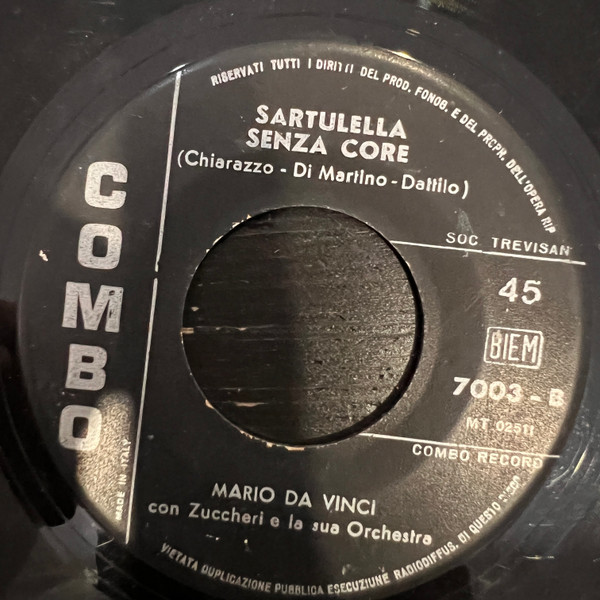 RISERVATI TUTTI I DIRITTI DEL PROD. FONOG. E DEL PROPR. DELL'OPERA RIP
SARTULELLA
SENZA CORE
(Chiarazzo - Di Martino - Dattilo)
COMBO
MADE IN ITALY
SOC TREVISAN
45
BIEM
7003 - B
MT 02511
COMBO RECORD
MARIO DA VINCI
con Zuccheri e la sua Orchestra
VIETATA DUPLICAZIONE PUBBLICA ESECUZIUNE RADIODIFFUS. DI QUESTO